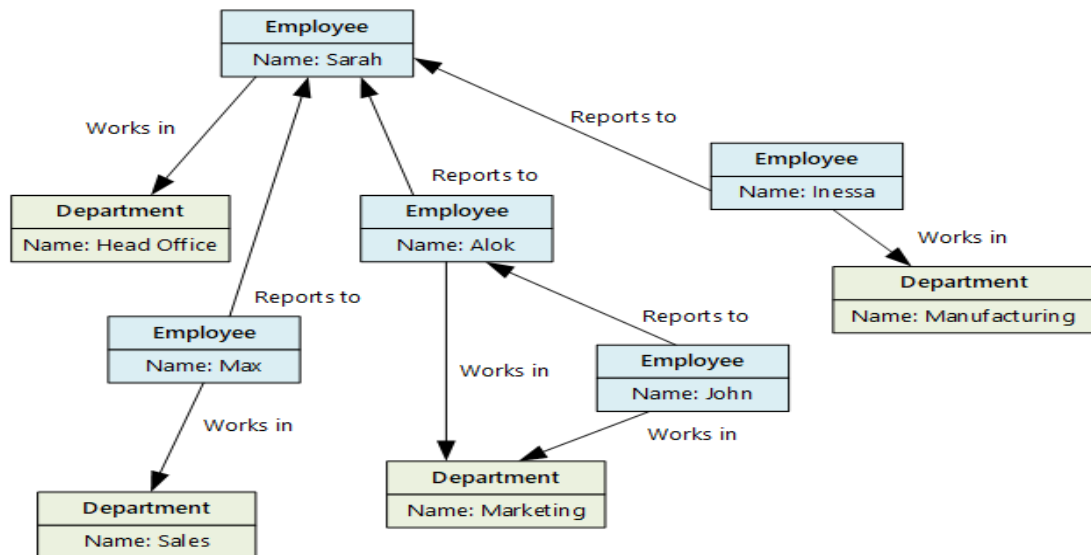 Employee
Name: Sarah
Works in
Reports to
Employee
Name: Inessa
Reports to
Department
Name: Head Office
Employee
Name: Alok
Works in
Department
Name: Manufacturing
Reports to
Employee
Name: Max
Reports to
Employee
Name: John
Works in
Works in
Works in
Department
Name: Marketing
Department
Name: Sales